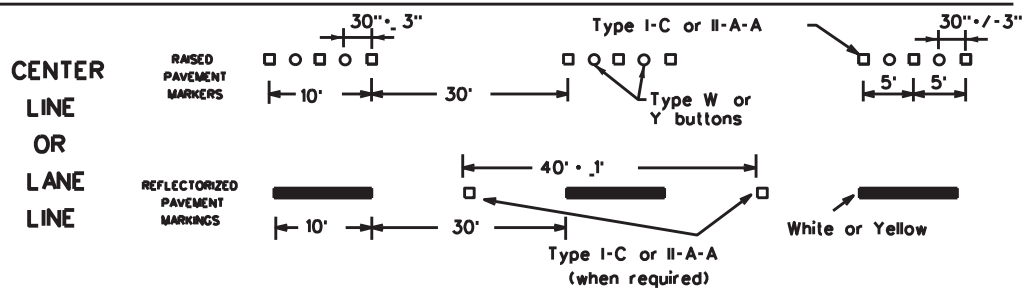 30"• _ 3"
Type I-C or II-A-A
30"•/-3"
CENTER
LINE
OR
LANE
LINE
RAISED
PAVEMENT
MARKERS
10'
30'
Type W or
Y buttons
5'
5'
40' • _1'
REFLECTORIZED
PAVEMENT
MARKINGS
10'
30'
Type I-C or II-A-A
(when required)
White or Yellow